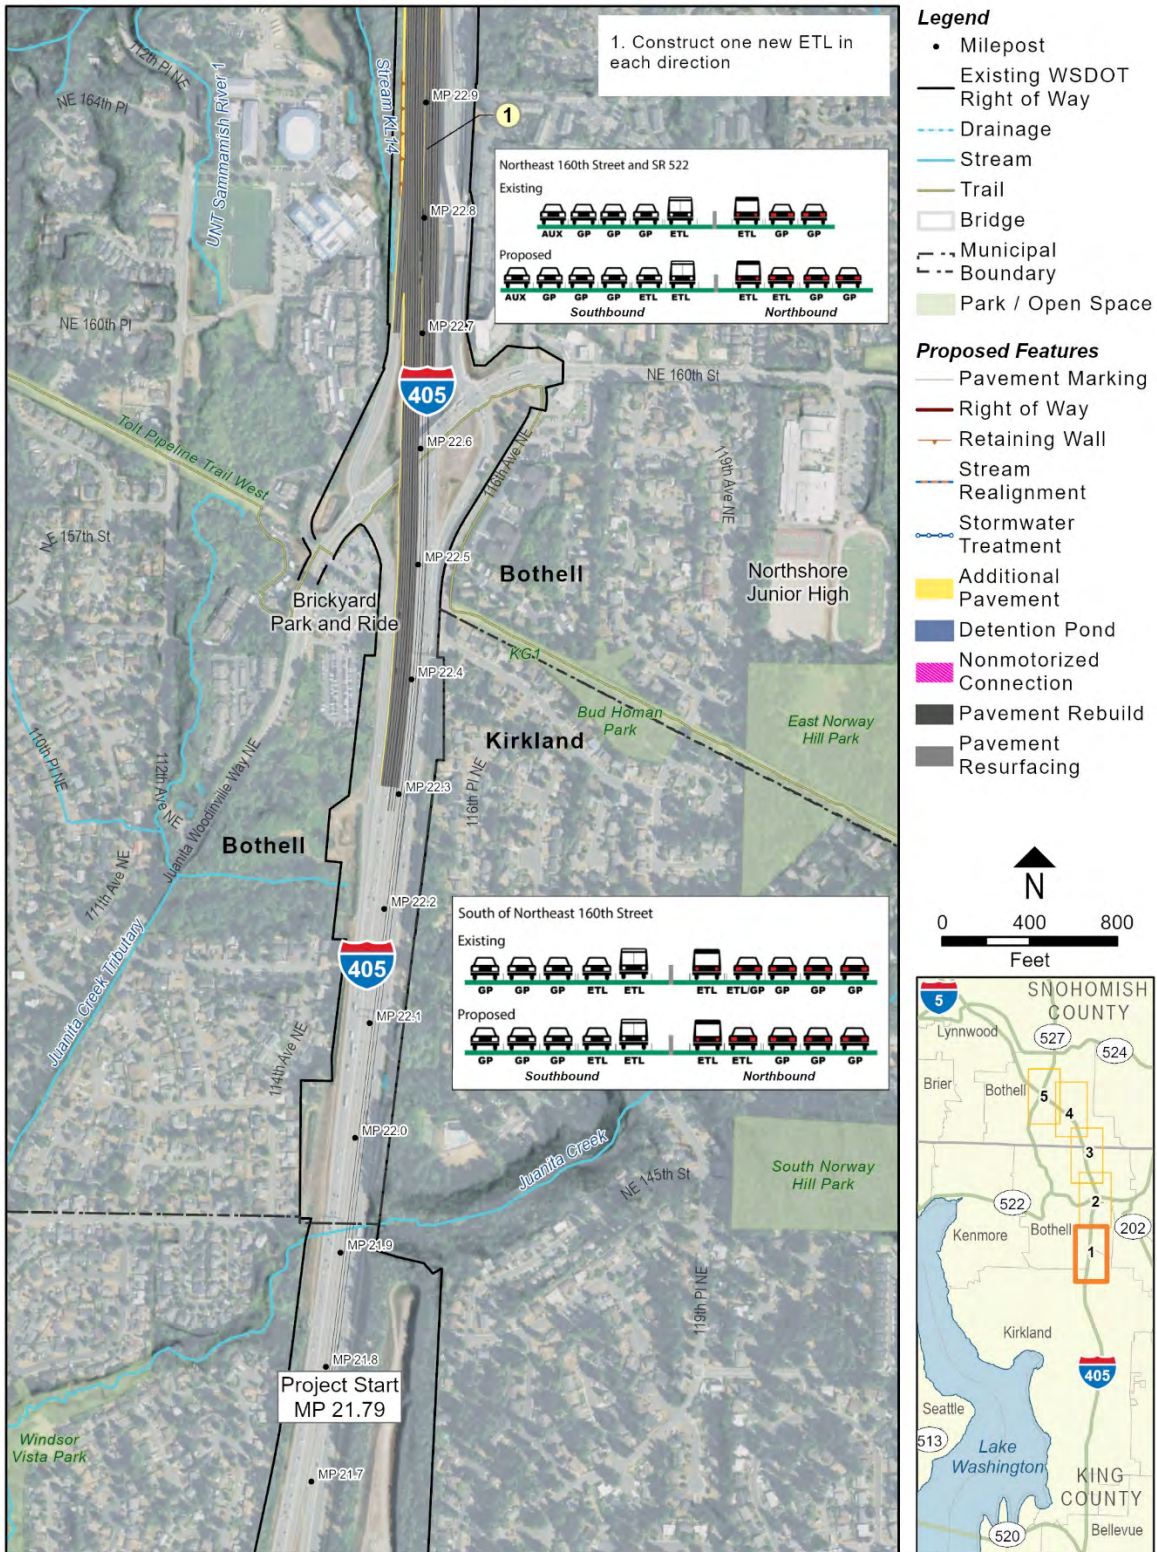 1. Construct one new ETL in
each direction
112th Pl NE
NE 164th Pl
UNT Sammamish River 1
Stream KL14
MP 22.9
1
MP 22.8
Northeast 160th Street and SR 522
Existing
AUX GP GP GP ETL ETL GP GP
Proposed
AUX GP GP GP ETL ETL ETL ETL GP GP
Southbound Northbound
NE 160th Pl
MP 22.7
405
NE 160th St
Tolt Pipeline Trail West
MP 22.6
116th Ave NE
119th Ave NE
NE 157th St
MP 22.5
Bothell
Northshore
Junior High
Brickyard
Park and Ride
KG1
MP 22.4
Bud Homan
Park
East Norway
Hill Park
Kirkland
110th Pl NE
112th Ave NE
Juanita Woodinville Way NE
MP 22.3
116th Pl NE
Bothell
111th Ave NE
MP 22.2
405
South of Northeast 160th Street
Existing
GP GP GP ETL ETL ETL ETL/GP GP GP GP
Proposed
GP GP GP ETL ETL ETL ETL GP GP GP
Southbound Northbound
Juanita Creek Tributary
MP 22.1
114th Ave NE
MP 22.0
Juanita Creek
NE 145th St
South Norway
Hill Park
MP 21.9
119th Pl NE
MP 21.8
Project Start
MP 21.79
Windsor
Vista Park
MP 21.7
Legend
Milepost
Existing WSDOT
Right of Way
Drainage
Stream
Trail
Bridge
Municipal
Boundary
Park / Open Space
Proposed Features
Pavement Marking
Right of Way
Retaining Wall
Stream
Realignment
Stormwater
Treatment
Additional
Pavement
Detention Pond
Nonmotorized
Connection
Pavement Rebuild
Pavement
Resurfacing
N
0 400 800
Feet
5
SNOHOMISH
COUNTY
Lynnwood
527
524
Brier
Bothell
5
4
3
2
522
202
Kenmore
Bothell
1
Kirkland
405
Seattle
513
Lake
Washington
KING
COUNTY
520
Bellevue